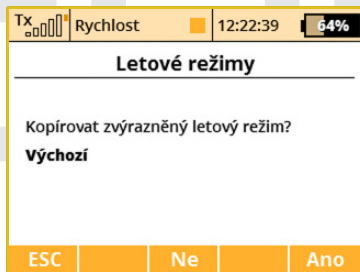 Tx Rychlost 12:22:39 64%
Letové režimy
Kopírovat zvýrazněný letový režim?
Výchozí
ESC Ne Ano